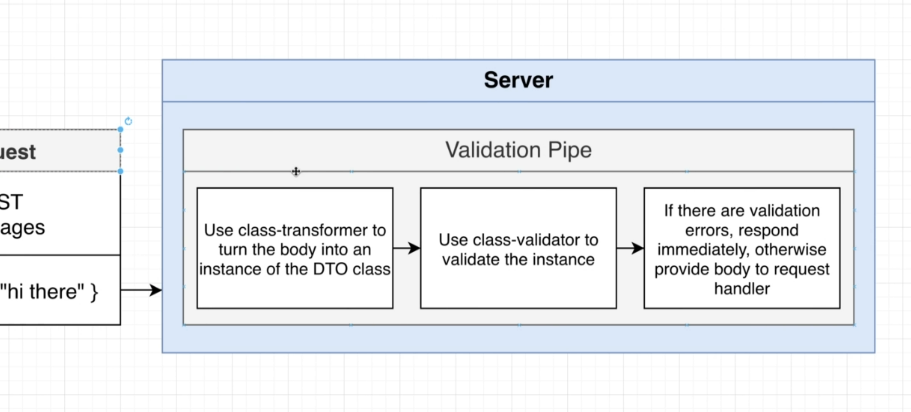 Server
Validation Pipe
ST
ages
"hi there" }
Use class-transformer to
turn the body into an
instance of the DTO class
Use class-validator to
validate the instance
If there are validation
errors, respond
immediately, otherwise
provide body to request
handler